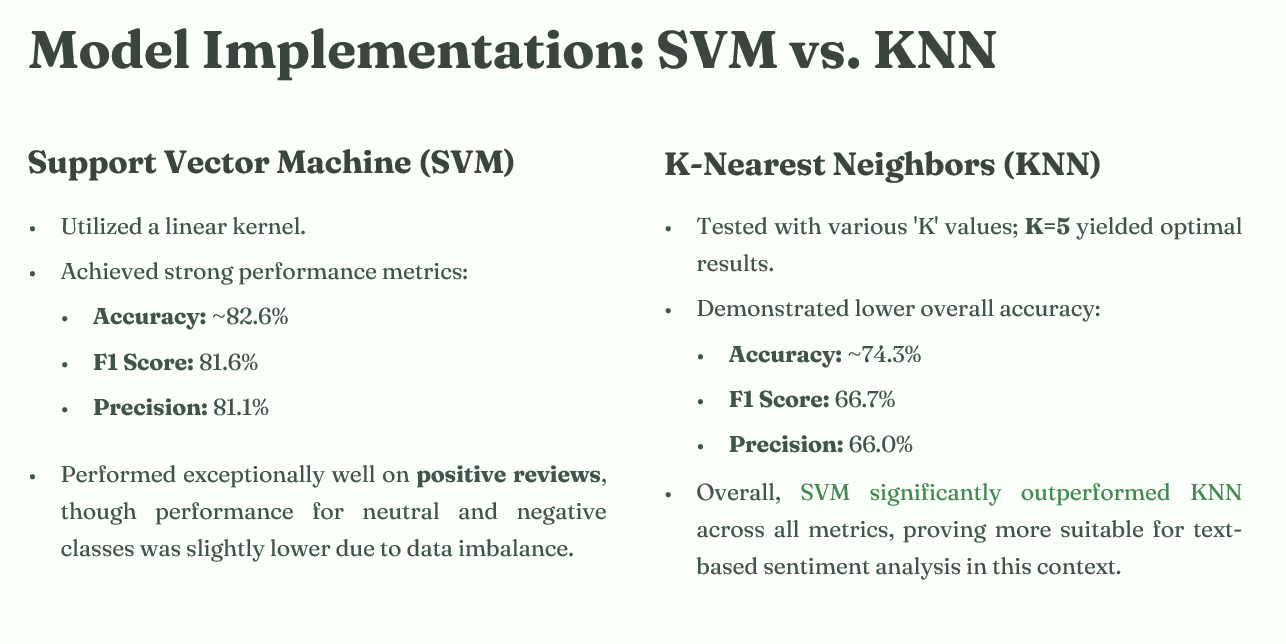 Model Implementation: SVM vs. KNN
Support Vector Machine (SVM)
• Utilized a linear kernel.
• Achieved strong performance metrics:
• Accuracy: ~82.6%
• F1 Score: 81.6%
• Precision: 81.1%
• Performed exceptionally well on positive reviews,
though performance for neutral and negative
classes was slightly lower due to data imbalance.
K-Nearest Neighbors (KNN)
• Tested with various 'K' values; K=5 yielded optimal
results.
• Demonstrated lower overall accuracy:
• Accuracy: ~74.3%
• F1 Score: 66.7%
• Precision: 66.0%
• Overall, SVM significantly outperformed KNN
across all metrics, proving more suitable for text-
based sentiment analysis in this context.